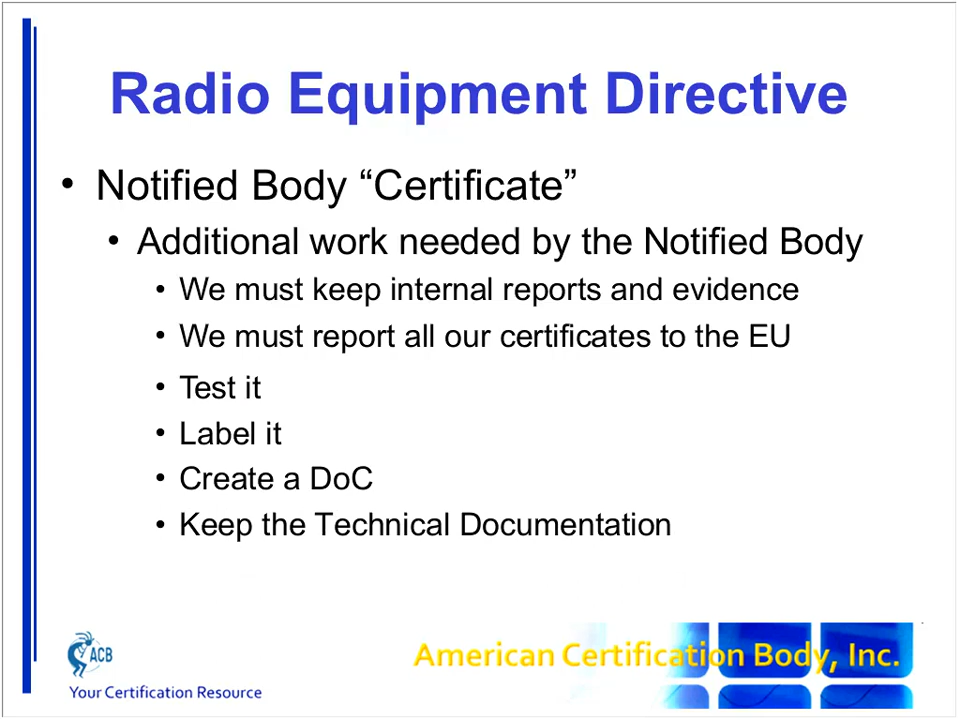 Radio Equipment Directive
• Notified Body “Certificate”
• Additional work needed by the Notified Body
• We must keep internal reports and evidence
• We must report all our certificates to the EU
• Test it
• Label it
• Create a DoC
• Keep the Technical Documentation
ACB
American Certification Body, Inc.
Your Certification Resource